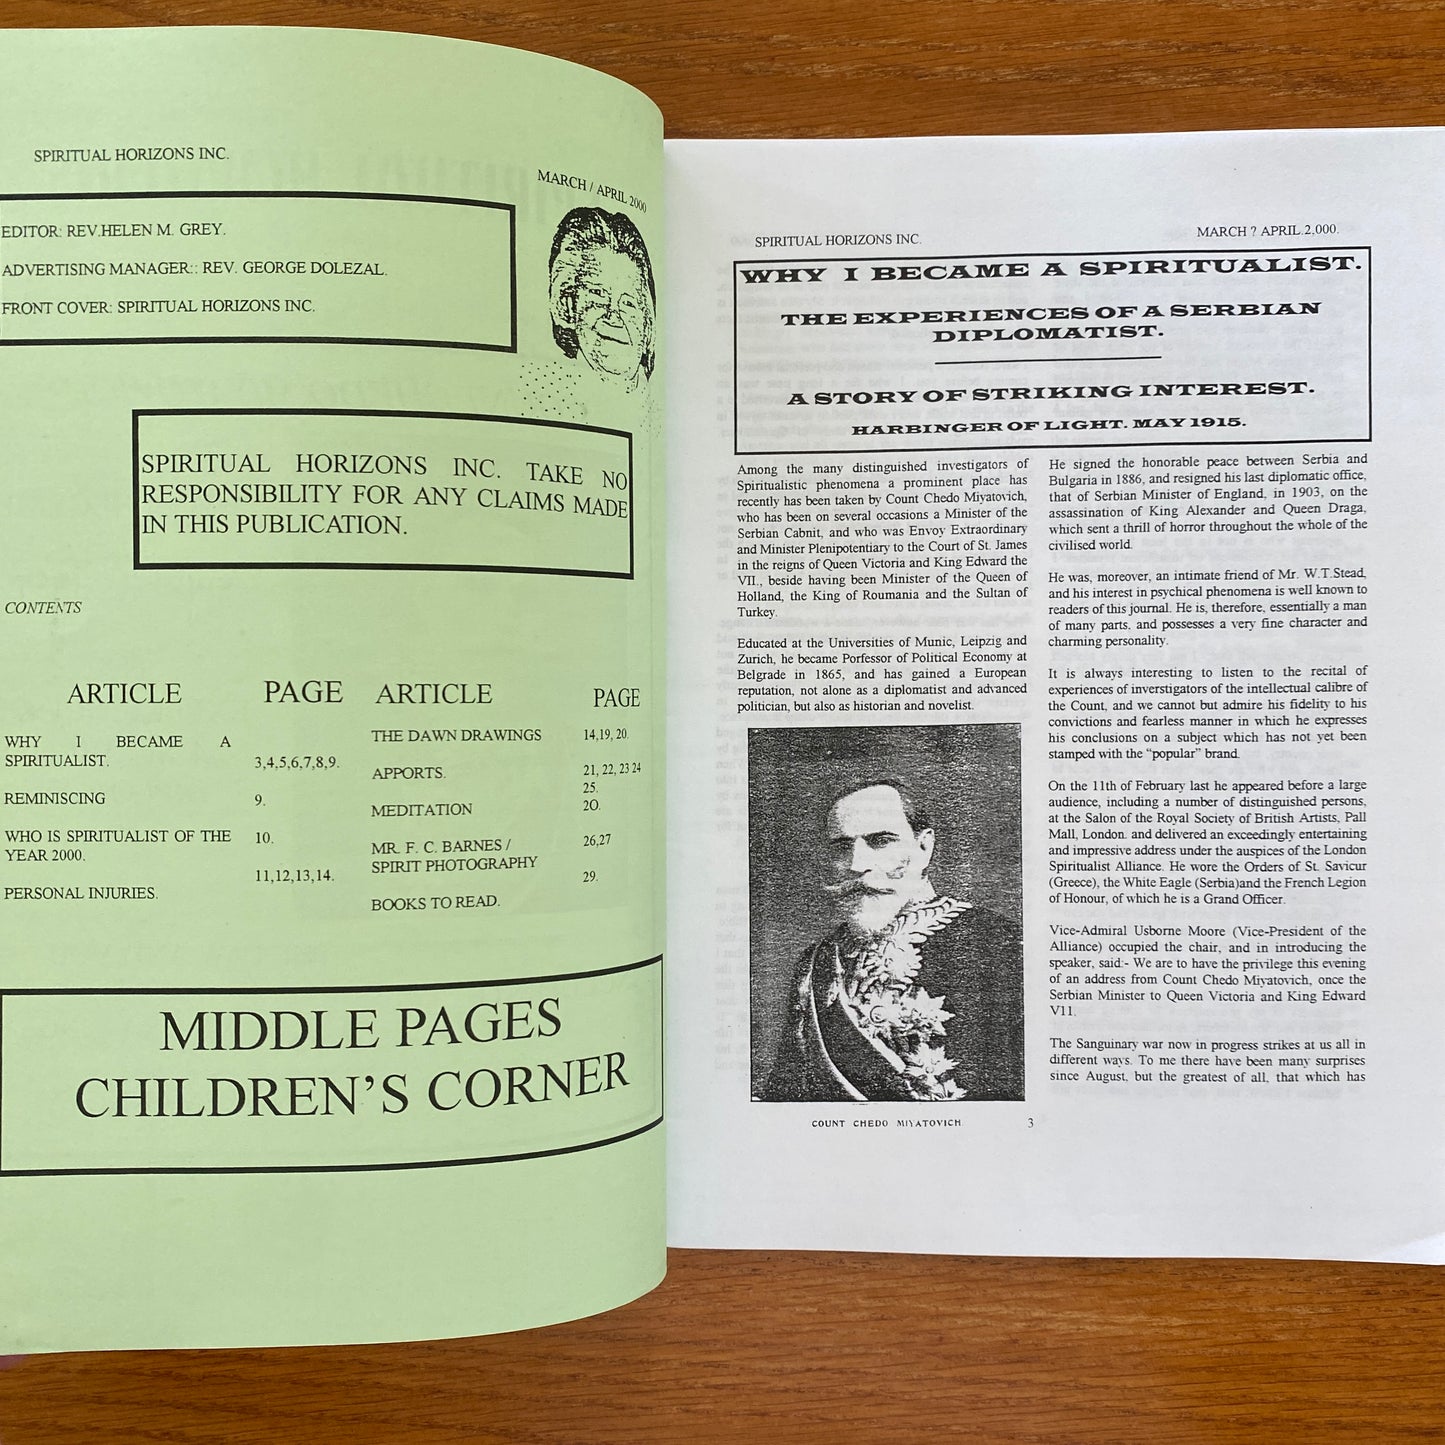 SPIRITUAL HORIZONS INC.
MARCH / APRIL 2000
EDITOR: REV.HELEN M. GREY.
ADVERTISING MANAGER:: REV. GEORGE DOLEZAL.
FRONT COVER: SPIRITUAL HORIZONS INC.
SPIRITUAL HORIZONS INC. TAKE NO
RESPONSIBILITY FOR ANY CLAIMS MADE
IN THIS PUBLICATION.
CONTENTS
ARTICLE PAGE ARTICLE PAGE
WHY I BECAME A
SPIRITUALIST.
3,4,5,6,7,8,9.
REMINISCING
9.
WHO IS SPIRITUALIST OF THE
YEAR 2000.
10.
11,12,13,14.
PERSONAL INJURIES.
THE DAWN DRAWINGS
14,19, 20.
APPORTS.
21, 22, 23 24
25.
MEDITATION
20.
MR. F. C. BARNES /
SPIRIT PHOTOGRAPHY
26,27
29.
BOOKS TO READ.
MIDDLE PAGES
CHILDREN'S CORNER
SPIRITUAL HORIZONS INC.
MARCH ? APRIL.2,000.
WHY I BECAME A SPIRITUALIST.
THE EXPERIENCES OF A SERBIAN
DIPLOMATIST.
A STORY OF STRIKING INTEREST.
HARBINGER OF LIGHT. MAY 1915.
Among the many distinguished investigators of
Spiritualistic phenomena a prominent place has
recently has been taken by Count Chedo Miyatovich,
who has been on several occasions a Minister of the
Serbian Cabnit, and who was Envoy Extraordinary
and Minister Plenipotentiary to the Court of St. James
in the reigns of Queen Victoria and King Edward the
VII., beside having been Minister of the Queen of
Holland, the King of Roumania and the Sultan of
Turkey.
Educated at the Universities of Munic, Leipzig and
Zurich, he became Porfessor of Political Economy at
Belgrade in 1865, and has gained a European
reputation, not alone as a diplomatist and advanced
politician, but also as historian and novelist.
COUNT CHEDO MIYATOVICH.
3
He signed the honorable peace between Serbia and
Bulgaria in 1886, and resigned his last diplomatic office,
that of Serbian Minister of England, in 1903, on the
assassination of King Alexander and Queen Draga,
which sent a thrill of horror throughout the whole of the
civilised world.
He was, moreover, an intimate friend of Mr. W.T.Stead,
and his interest in psychical phenomena is well known to
readers of this journal. He is, therefore, essentially a man
of many parts. and possesses a very fine character and
charming personality.
It is always interesting to listen to the recital of
experiences of inverstigators of the intellectual calibre of
the Count, and we cannot but admire his fidelity to his
convictions and fearless manner in which he expresses
his conclusions on a subject which has not yet been
stamped with the "popular" brand.
On the 11th of February last he appeared before a large
audience, including a number of distinguished persons,
at the Salon of the Royal Society of British Artists, Pall
Mall, London. and delivered an exceedingly entertaining
and impressive address under the auspices of the London
Spiritualist Alliance. He wore the Orders of St. Savicur
(Greece), the White Eagle (Serbia)and the French Legion
of Honour, of which he is a Grand Officer.
Vice-Admiral Usborne Moore (Vice-President of the
Alliance) occupied the chair, and in introducing the
speaker, said:- We are to have the privilege this evening
of an address from Count Chedo Miyatovich, once the
Serbian Minister to Queen Victoria and King Edward
V11.
The Sanguinary war now in progress strikes at us all in
different ways. To me there have been many surprises
since August, but the greatest of all, that which has